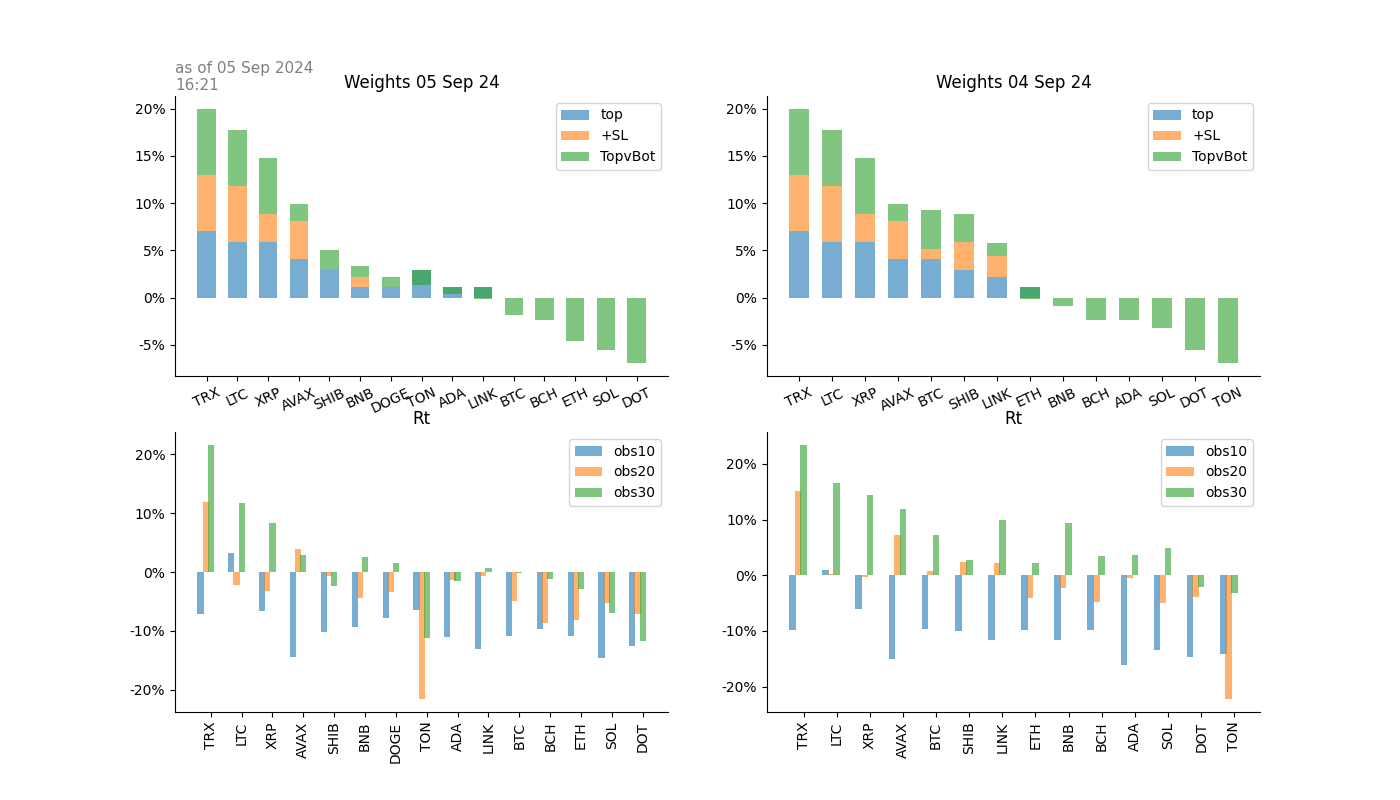 as of 05 Sep 2024
16:21
Weights 05 Sep 24
20%
15%
10%
5%
0%
-5%
top
+SL
TopvBot
TRX LTC XRP AVAX SHIB BNB DOGE TON ADA LINK BTC BCH ETH SOL DOT
Weights 04 Sep 24
20%
15%
10%
5%
0%
-5%
top
+SL
TopvBot
TRX LTC XRP AVAX BTC SHIB LINK ETH BNB BCH ADA SOL DOT TON
Rt
20%
10%
0%
-10%
-20%
obs10
obs20
obs30
TRX LTC XRP AVAX SHIB BNB DOGE TON ADA LINK BTC BCH ETH SOL DOT
Rt
20%
10%
0%
-10%
-20%
obs10
obs20
obs30
TRX LTC XRP AVAX BTC SHIB LINK ETH BNB BCH ADA SOL DOT TON